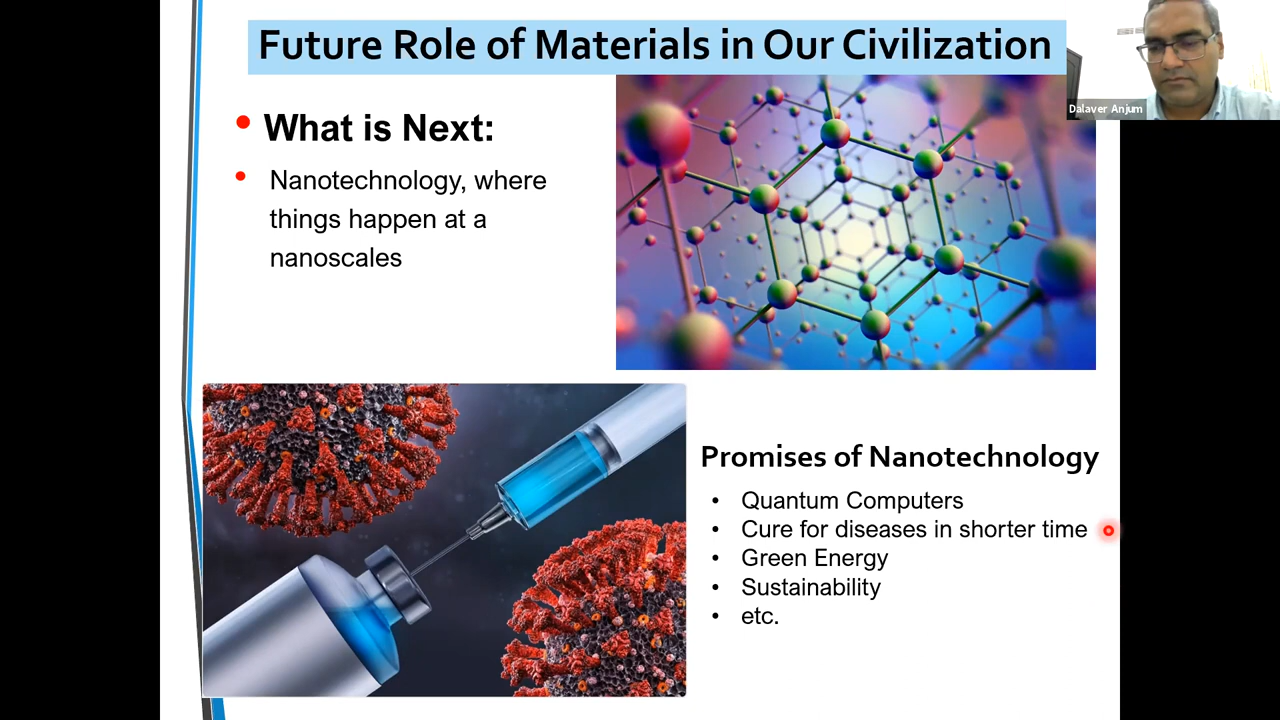 Future Role of Materials in Our Civilization
Dalaver Anjum
• What is Next:
• Nanotechnology, where
things happen at a
nanoscales
Promises of Nanotechnology
• Quantum Computers
• Cure for diseases in shorter time
• Green Energy
• Sustainability
• etc.